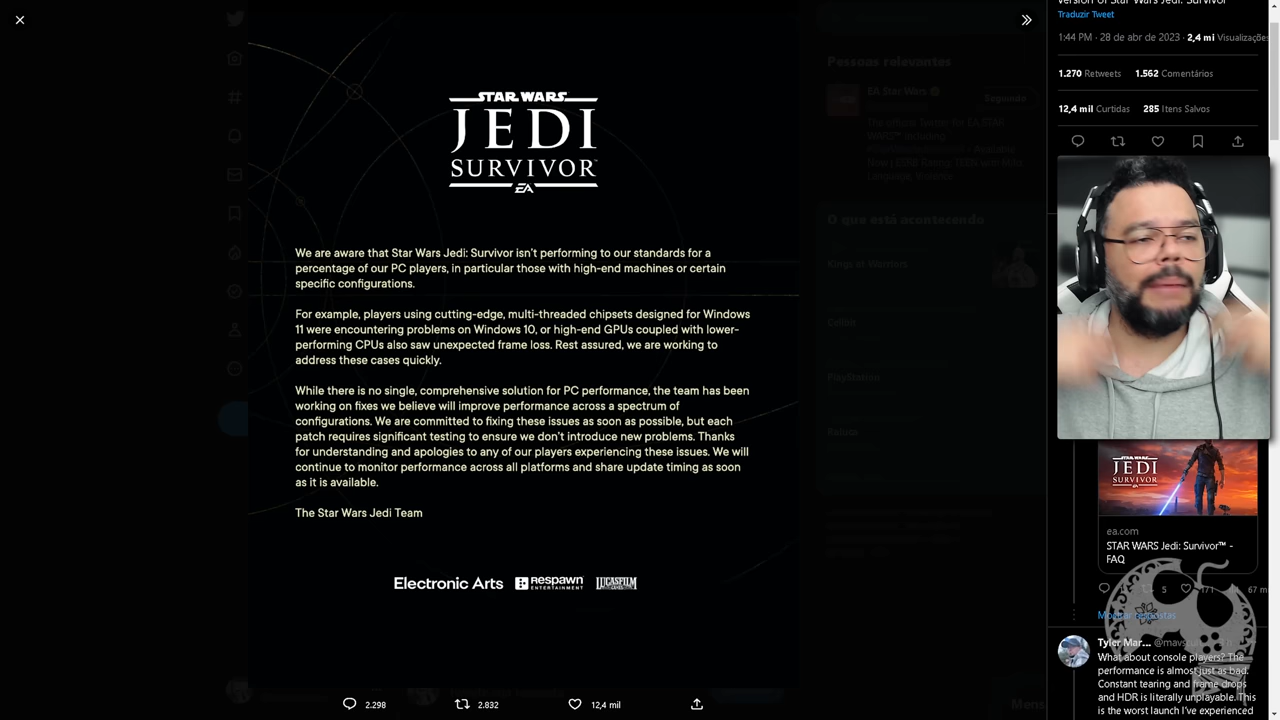 STAR WARS
JEDI
SURVIVOR
EA
We are aware that Star Wars Jedi: Survivor isn't performing to our standards for a
percentage of our PC players, in particular those with high-end machines or certain
specific configurations.
For example, players using cutting-edge, multi-threaded chipsets designed for Windows
11 were encountering problems on Windows 10, or high-end GPUs coupled with lower-
performing CPUs also saw unexpected frame loss. Rest assured, we are working to
address these cases quickly.
While there is no single, comprehensive solution for PC performance, the team has been
working on fixes we believe will improve performance across a spectrum of
configurations. We are committed to fixing these issues as soon as possible, but each
patch requires significant testing to ensure we don't introduce new problems. Thanks
for understanding and apologies to any of our players experiencing these issues. We will
continue to monitor performance across all platforms and share update timing as soon
as it is available.
The Star Wars Jedi Team
Electronic Arts RESPAWN ENTERTAINMENT LUCASFILM
2.298 2.832 12,4 mil
Pessoas relevantes
EA Star Wars
Seguindo
O que está acontecendo
PlayStation
Mens
version of Star Wars Jedi: Survivor
Traduzir Tweet
1:44 PM · 28 de abr de 2023 · 2,4 mi Visualizações
1.270 Retweets 1.562 Comentários
12,4 mil Curtidas 285 Itens Salvos
JEDI
SURVIVOR
ea.com
STAR WARS Jedi: Survivor™ -
FAQ
5 171 67 m
Tyler Mar...
What about console players? The
performance is almost just as bad.
Constant tearing and frame drops
and HDR is literally unplayable. This
is the worst launch I've experienced